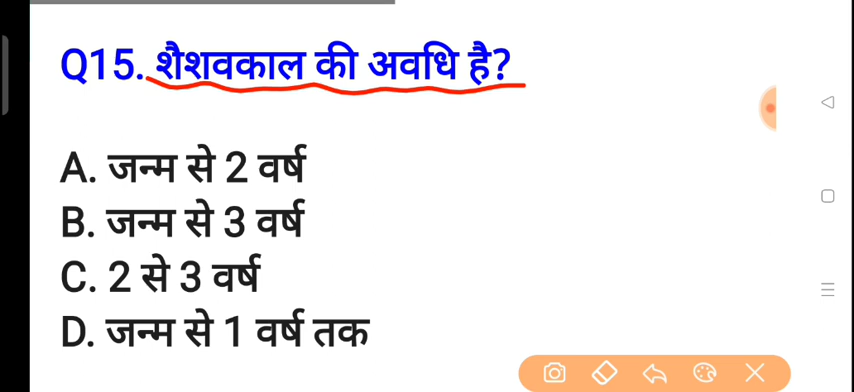 Q15. शैशवकाल की अवधि है?
A. जन्म से 2 वर्ष
B. जन्म से 3 वर्ष
C. 2 से 3 वर्ष
D. जन्म से 1 वर्ष तक